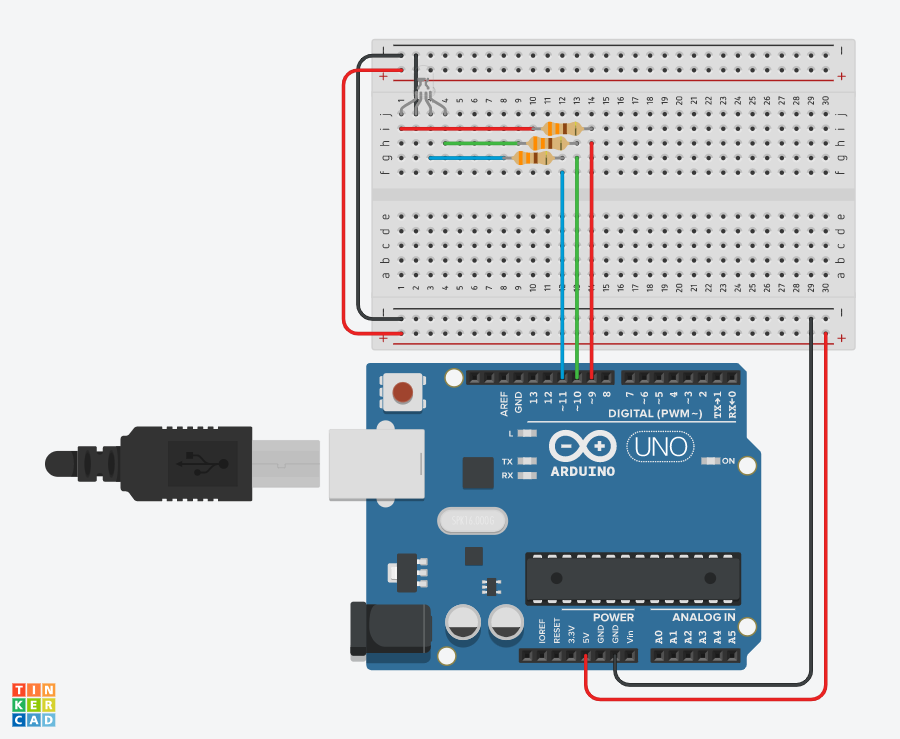 − −
+ +
1 2 3 4 5 6 7 8 9 10 11 12 13 14 15 16 17 18 19 20 21 22 23 24 25 26 27 28 29 30
j j
i i
h h
g g
f f
e e
d d
c c
b b
a a
1 2 3 4 5 6 7 8 9 10 11 12 13 14 15 16 17 18 19 20 21 22 23 24 25 26 27 28 29 30
− −
+ +
AREF GND 13 12 ~11 ~10 ~9 8 7 ~6 ~5 4 ~3 2 TX→1 RX←0
DIGITAL (PWM~)
L
TX
RX
ARDUINO
UNO
ON
POWER
ANALOG IN
IOREF RESET 3.3V 5V GND GND Vin A0 A1 A2 A3 A4 A5
TIN
KER
CAD